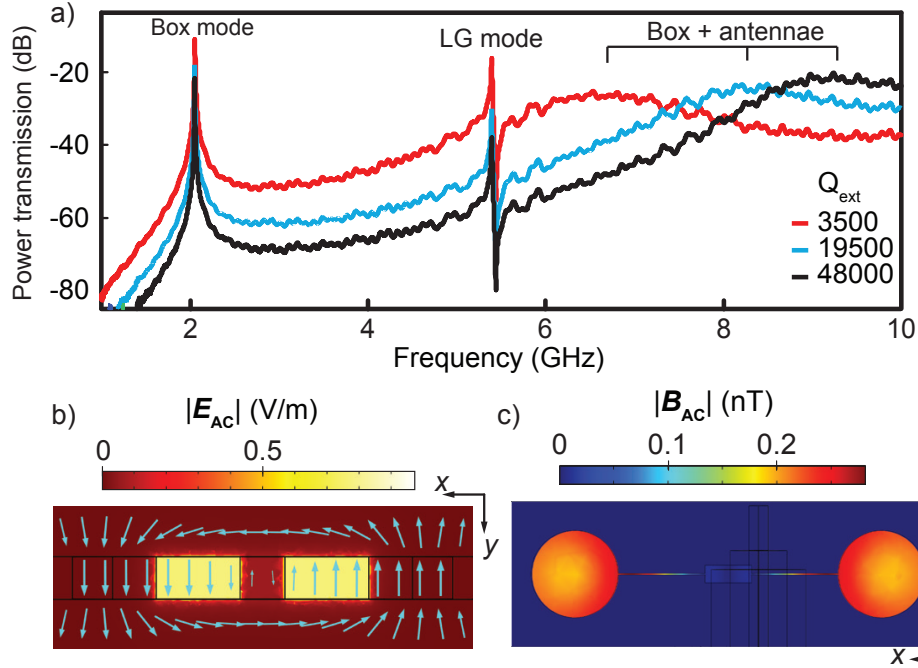 a)
Box mode
LG mode
Box + antennae
Power transmission (dB)
-20
-40
-60
-80
Q_ext
3500
19500
48000
2
4
6
8
10
Frequency (GHz)
b)
|E_AC| (V/m)
0
0.5
x
y
c)
|B_AC| (nT)
0
0.1
0.2
x